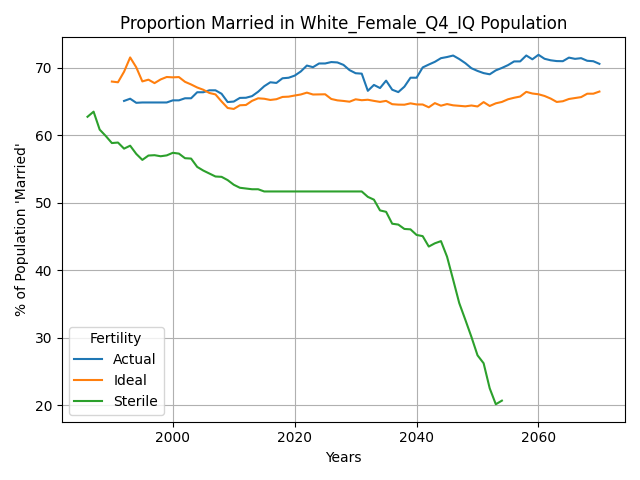 Proportion Married in White_Female_Q4_IQ Population
% of Population 'Married'
70
60
50
40
30
20
Fertility
Actual
Ideal
Sterile
2000
2020
2040
2060
Years